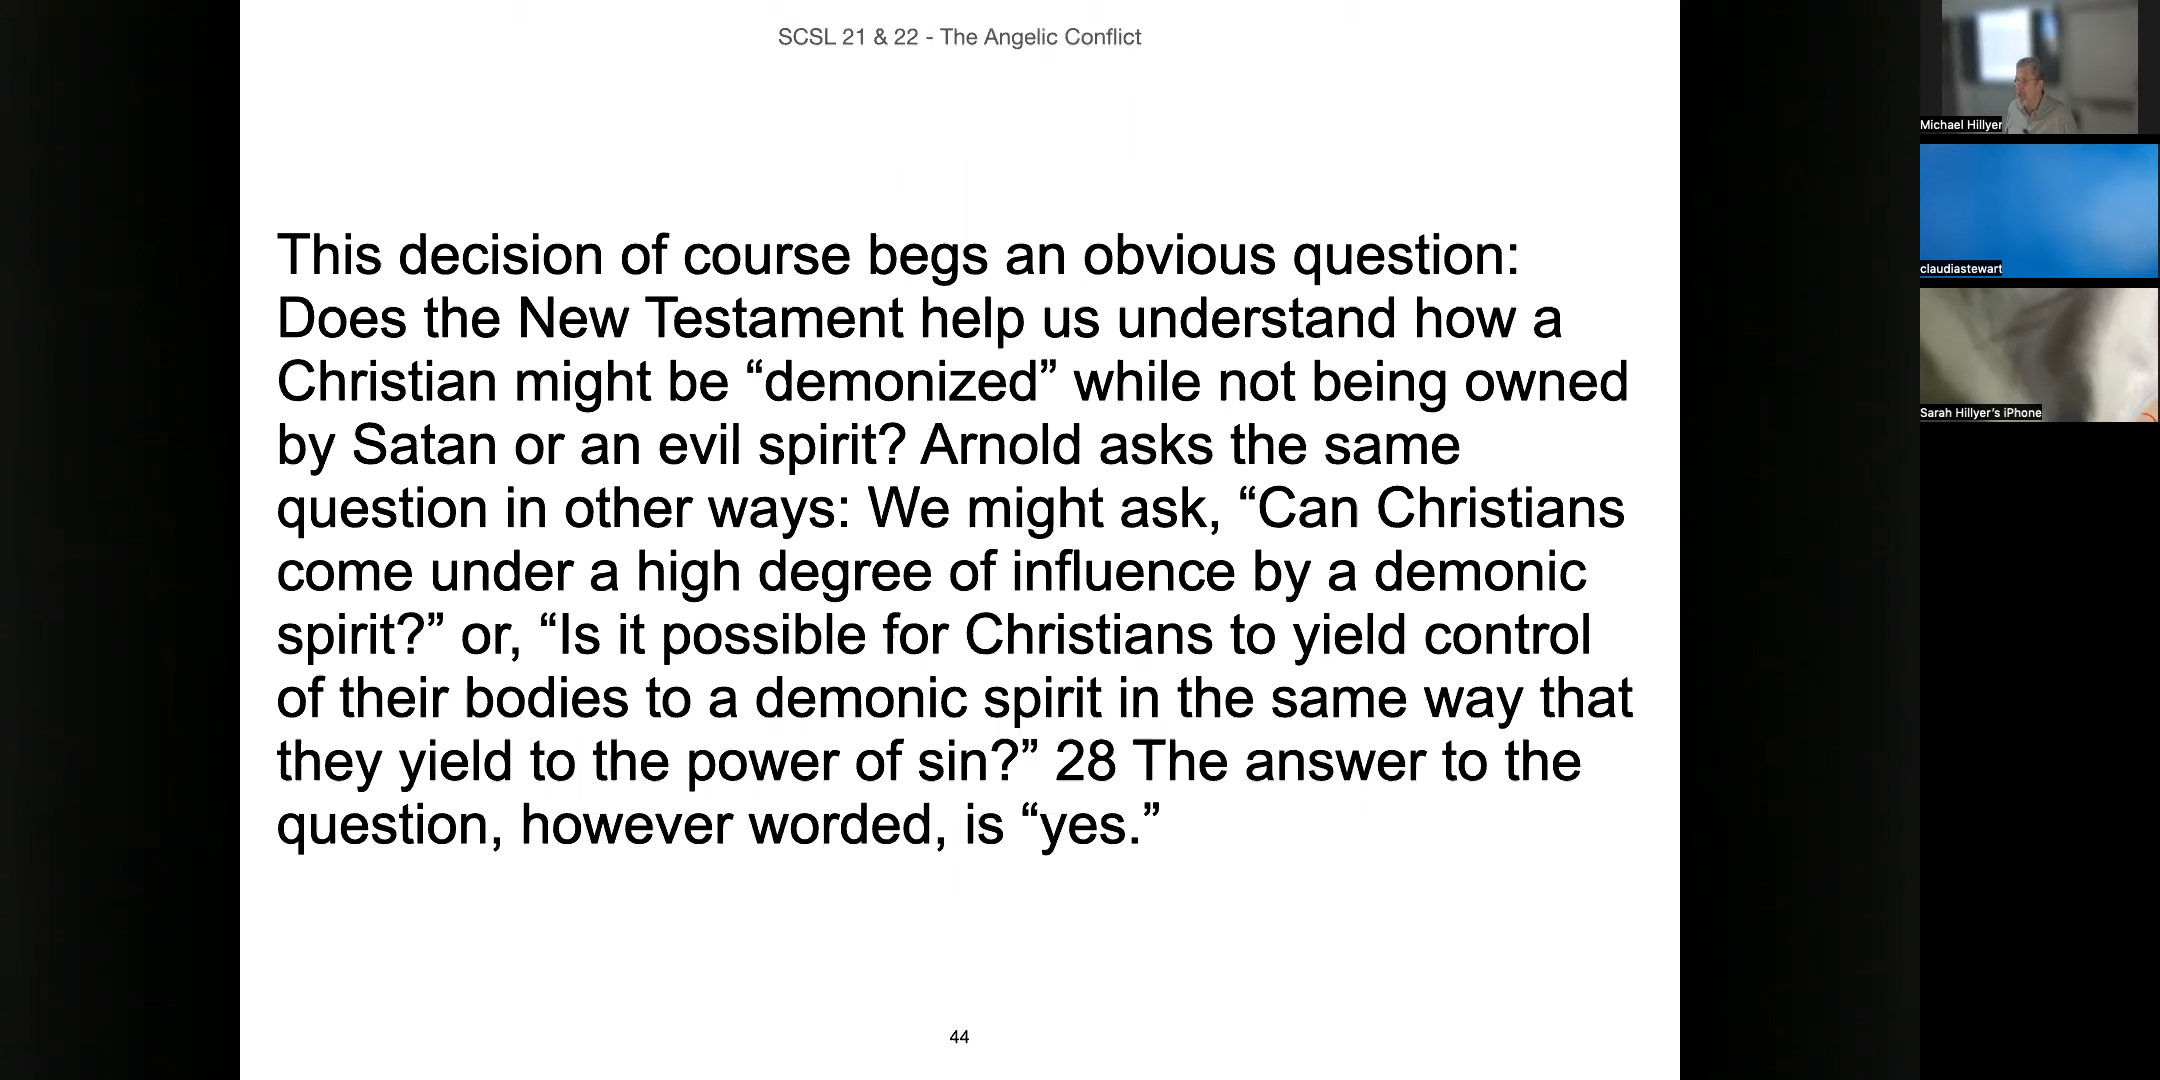 SCSL 21 & 22 - The Angelic Conflict
This decision of course begs an obvious question:
Does the New Testament help us understand how a
Christian might be “demonized” while not being owned
by Satan or an evil spirit? Arnold asks the same
question in other ways: We might ask, “Can Christians
come under a high degree of influence by a demonic
spirit?” or, “Is it possible for Christians to yield control
of their bodies to a demonic spirit in the same way that
they yield to the power of sin?” 28 The answer to the
question, however worded, is “yes.”
44
Michael Hillyer
claudiastewart
Sarah Hillyer’s iPhone